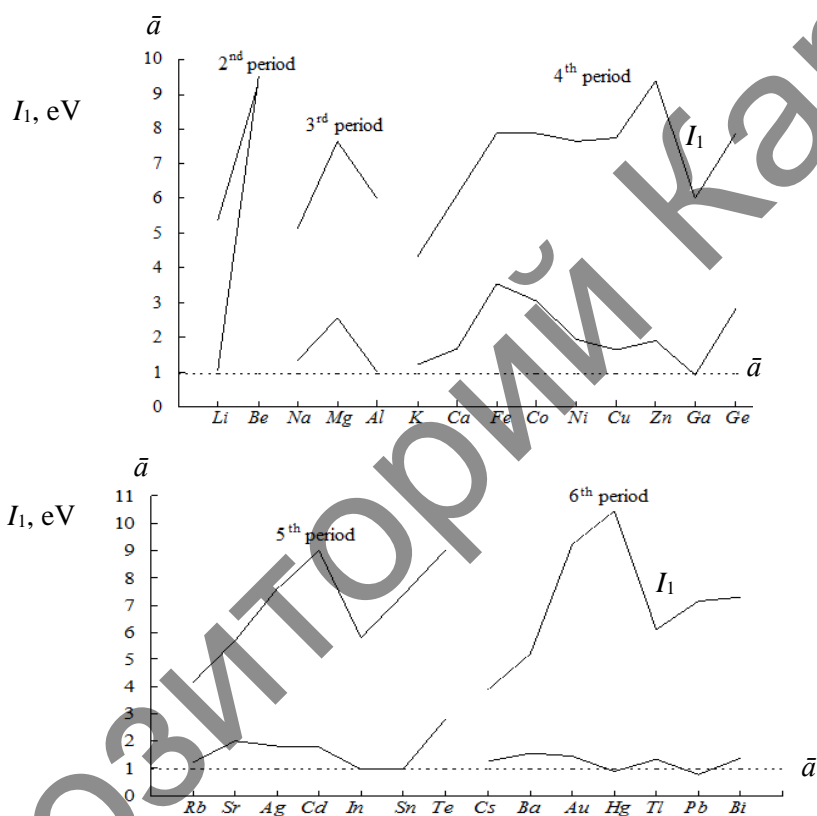 ā
10
2nd period
4th period
9
I1, eV
3rd period
8
I1
7
6
5
4
3
2
1
ā
0
Li Be Na Mg Al K Ca Fe Co Ni Cu Zn Ga Ge
ā
11
6th period
I1, eV
10
5th period
9
8
I1
7
6
5
4
3
2
1
ā
0
Rb Sr Ag Cd In Sn Te Cs Ba Au Hg Tl Pb Bi
озиторий Ка